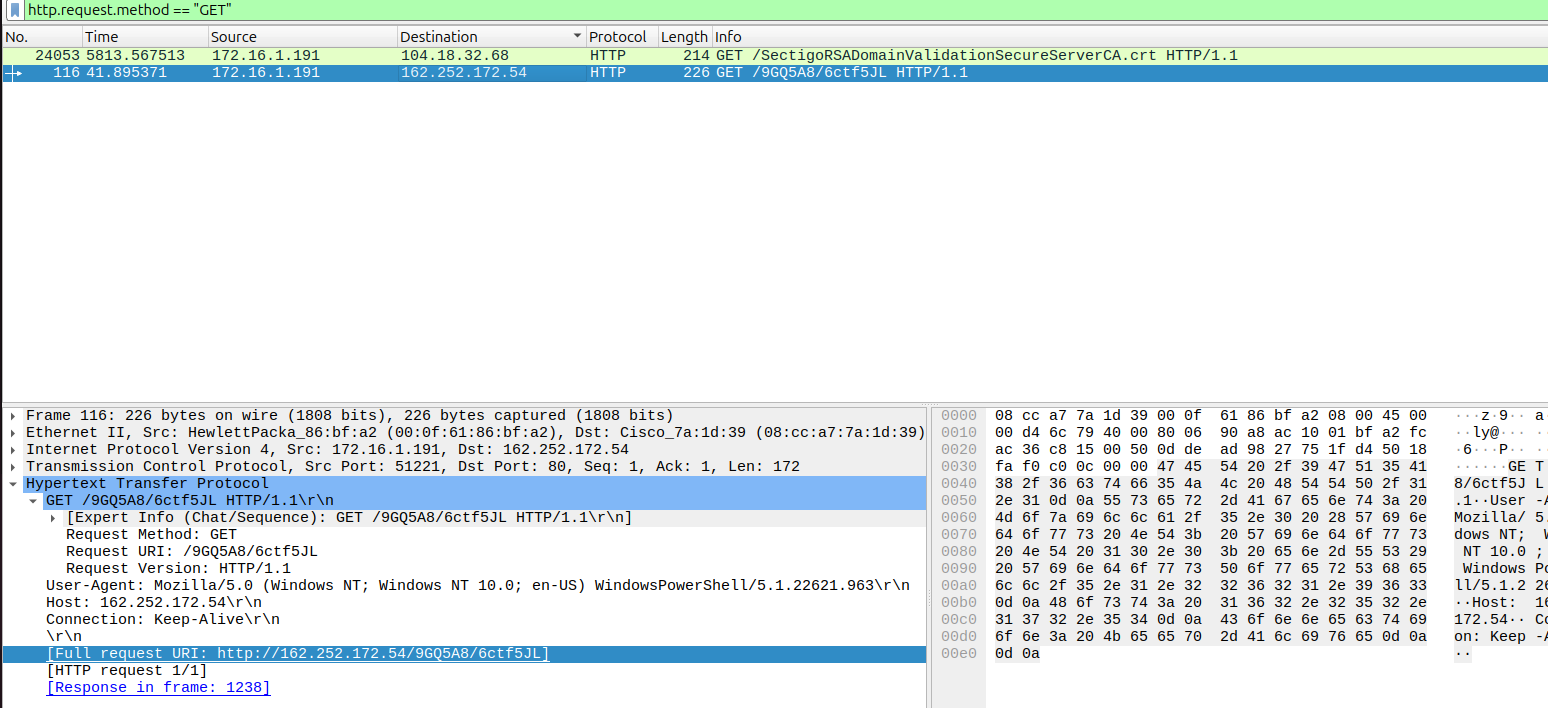 http.request.method == "GET"
No. Time Source Destination Protocol Length Info
24053 5813.567513 172.16.1.191 104.18.32.68 HTTP 214 GET /SectigoRSADomainValidationSecureServerCA.crt HTTP/1.1
116 41.895371 172.16.1.191 162.252.172.54 HTTP 226 GET /9GQ5A8/6ctf5JL HTTP/1.1
Frame 116: 226 bytes on wire (1808 bits), 226 bytes captured (1808 bits)
Ethernet II, Src: HewlettPacka_86:bf:a2 (00:0f:61:86:bf:a2), Dst: Cisco_7a:1d:39 (08:cc:a7:7a:1d:39)
Internet Protocol Version 4, Src: 172.16.1.191, Dst: 162.252.172.54
Transmission Control Protocol, Src Port: 51221, Dst Port: 80, Seq: 1, Ack: 1, Len: 172
Hypertext Transfer Protocol
GET /9GQ5A8/6ctf5JL HTTP/1.1\r\n
[Expert Info (Chat/Sequence): GET /9GQ5A8/6ctf5JL HTTP/1.1\r\n]
Request Method: GET
Request URI: /9GQ5A8/6ctf5JL
Request Version: HTTP/1.1
User-Agent: Mozilla/5.0 (Windows NT; Windows NT 10.0; en-US) WindowsPowerShell/5.1.22621.963\r\n
Host: 162.252.172.54\r\n
Connection: Keep-Alive\r\n
\r\n
[Full request URI: http://162.252.172.54/9GQ5A8/6ctf5JL]
[HTTP request 1/1]
[Response in frame: 1238]
0000 08 cc a7 7a 1d 39 00 0f 61 86 bf a2 08 00 45 00 ···z·9·· a
0010 00 d4 6c 79 40 00 80 06 90 a8 ac 10 01 bf a2 fc ··ly@··· ·
0020 ac 36 c8 15 00 50 0d de ad 98 27 75 1f d4 50 18 ·6···P·· ·
0030 fa f0 c0 0c 00 00 47 45 54 20 2f 39 47 51 35 41 ······GE T
0040 38 2f 36 63 74 66 35 4a 4c 20 48 54 54 50 2f 31 8/6ctf5J L
0050 2e 31 0d 0a 55 73 65 72 2d 41 67 65 6e 74 3a 20 .1··User -A
0060 4d 6f 7a 69 6c 6c 61 2f 35 2e 30 20 28 57 69 6e Mozilla/ 5.
0070 64 6f 77 73 20 4e 54 3b 20 57 69 6e 64 6f 77 73 dows NT; W
0080 20 4e 54 20 31 30 2e 30 3b 20 65 6e 2d 55 53 29 NT 10.0 ;
0090 20 57 69 6e 64 6f 77 73 50 6f 77 65 72 53 68 65 Windows Po
00a0 6c 6c 2f 35 2e 31 2e 32 32 36 32 31 2e 39 36 33 ll/5.1.2 26
00b0 0d 0a 48 6f 73 74 3a 20 31 36 32 2e 32 35 32 2e ··Host: 16
00c0 31 37 32 2e 35 34 0d 0a 43 6f 6e 6e 65 63 74 69 172.54·· Co
00d0 6f 6e 3a 20 4b 65 65 70 2d 41 6c 69 76 65 0d 0a on: Keep -A
00e0 0d 0a ··